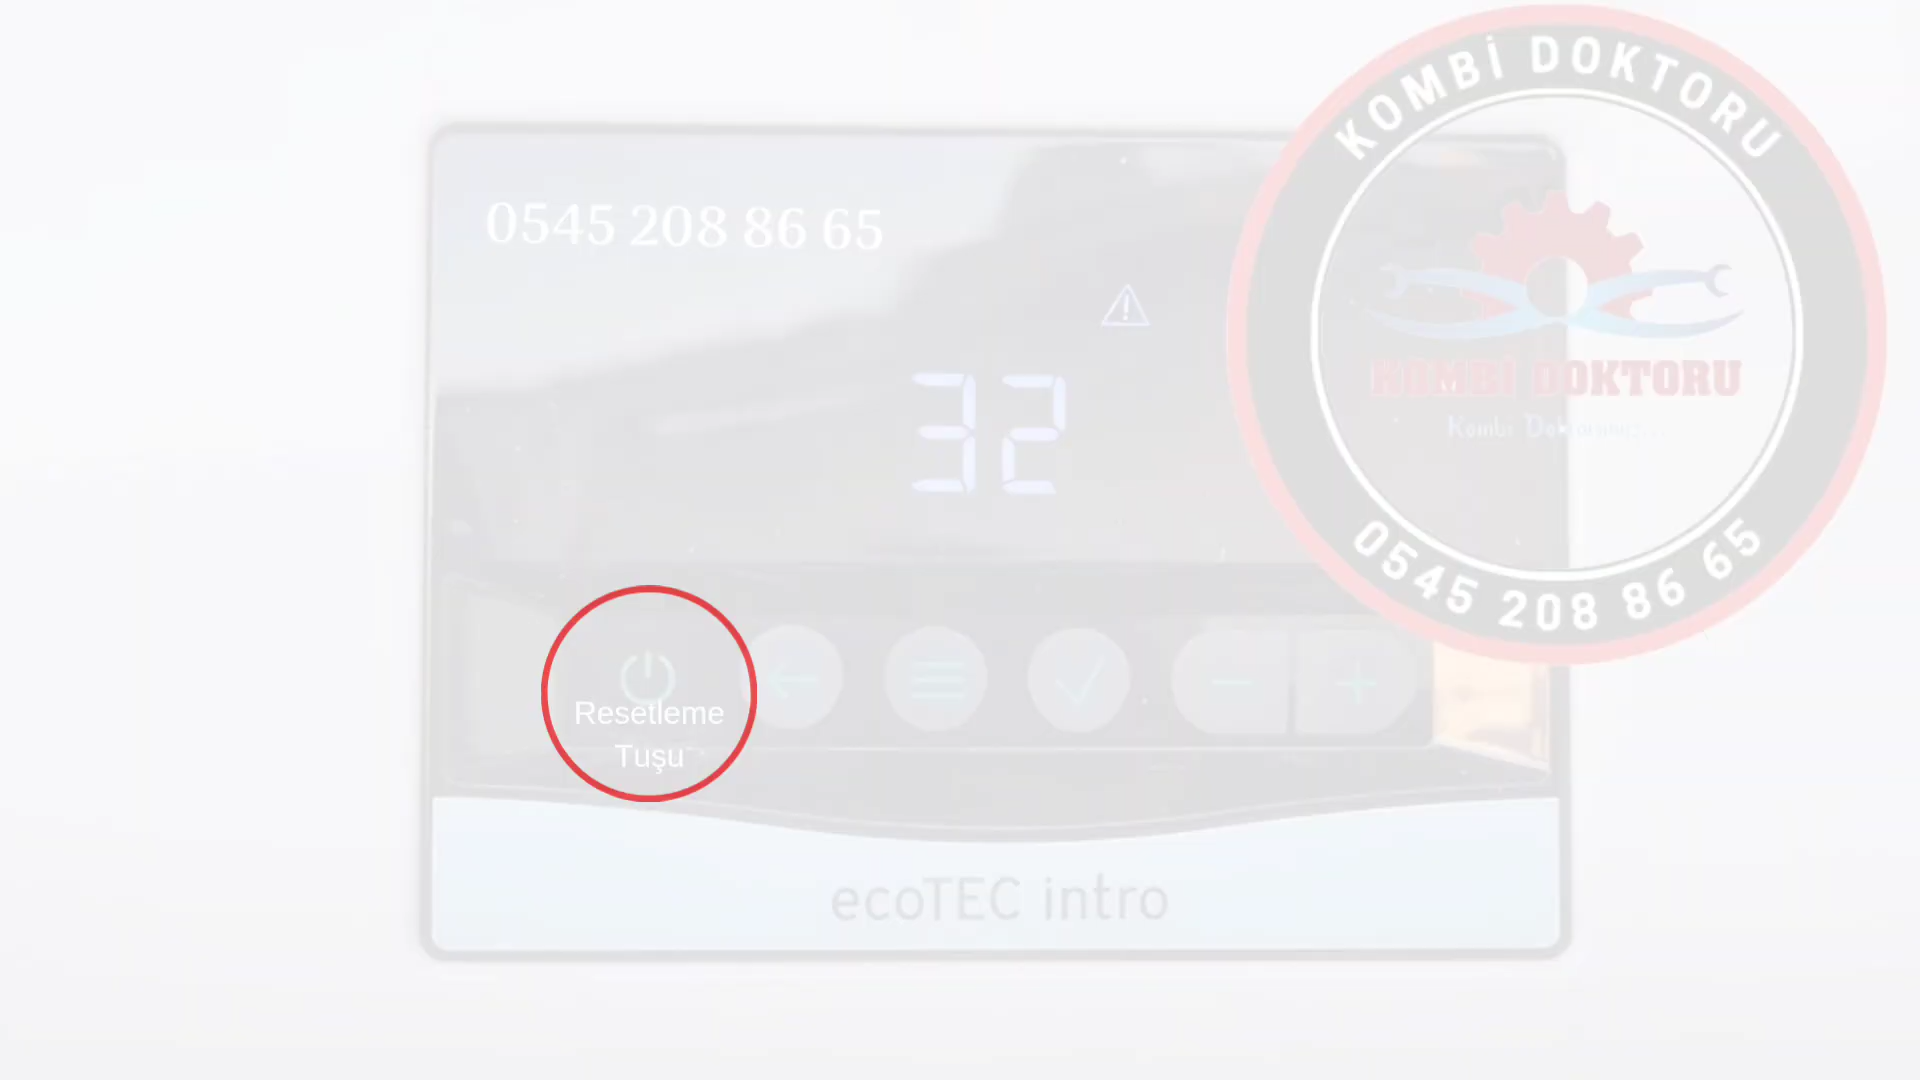 KOMBİ DOKTORU
0545 208 86 65
32
KOMBİ DOKTORU
0545 208 86 65
Resetleme
Tuşu
ecoTEC intro